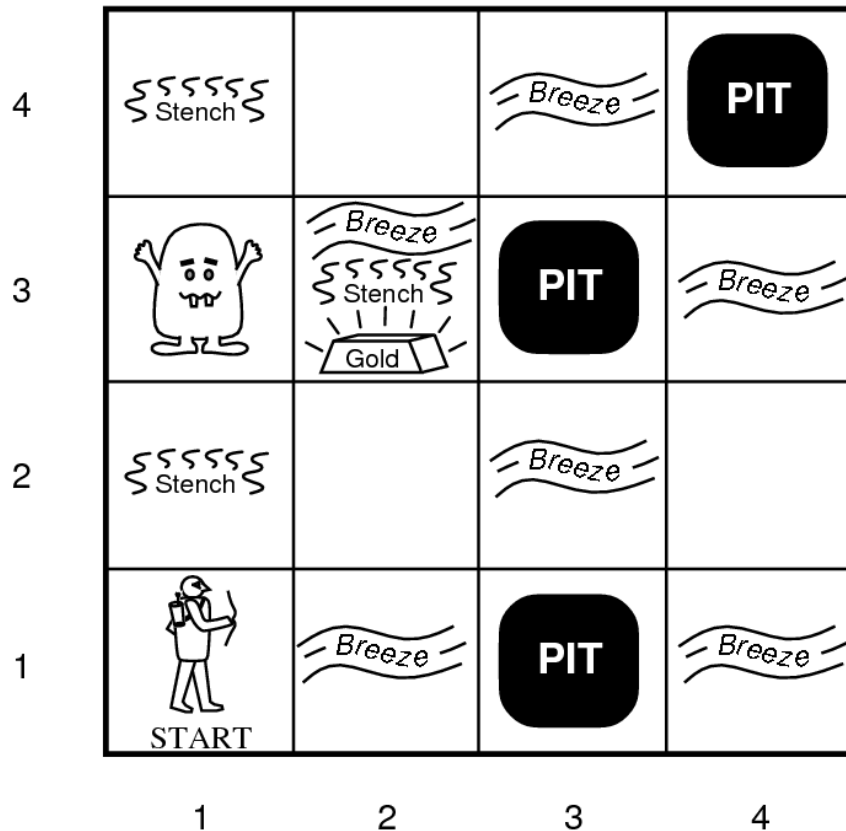 4
Stench
Breeze
PIT
3
Breeze
Stench
Gold
PIT
Breeze
2
Stench
Breeze
1
START
Breeze
PIT
Breeze
1 2 3 4